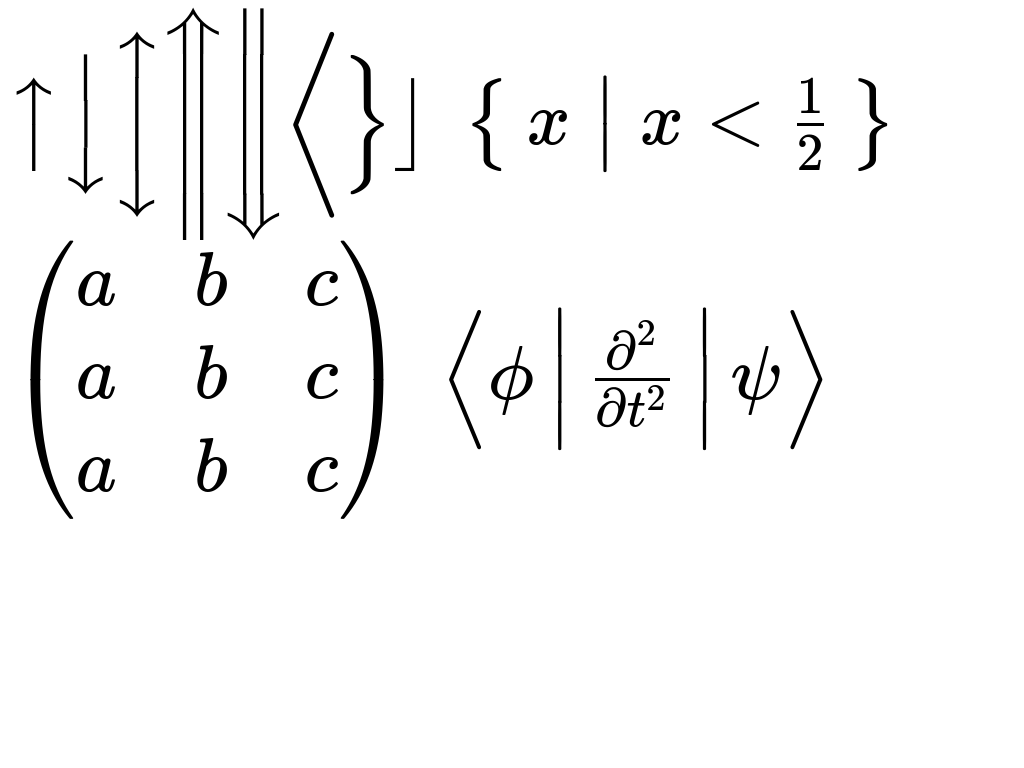 ↑ ↓ ↕ ⇑ ⇓ ⟨ } ⌋ { x | x < 1/2 }
( a b c
a b c
a b c ) ⟨ ϕ | ∂²/∂t² | ψ ⟩